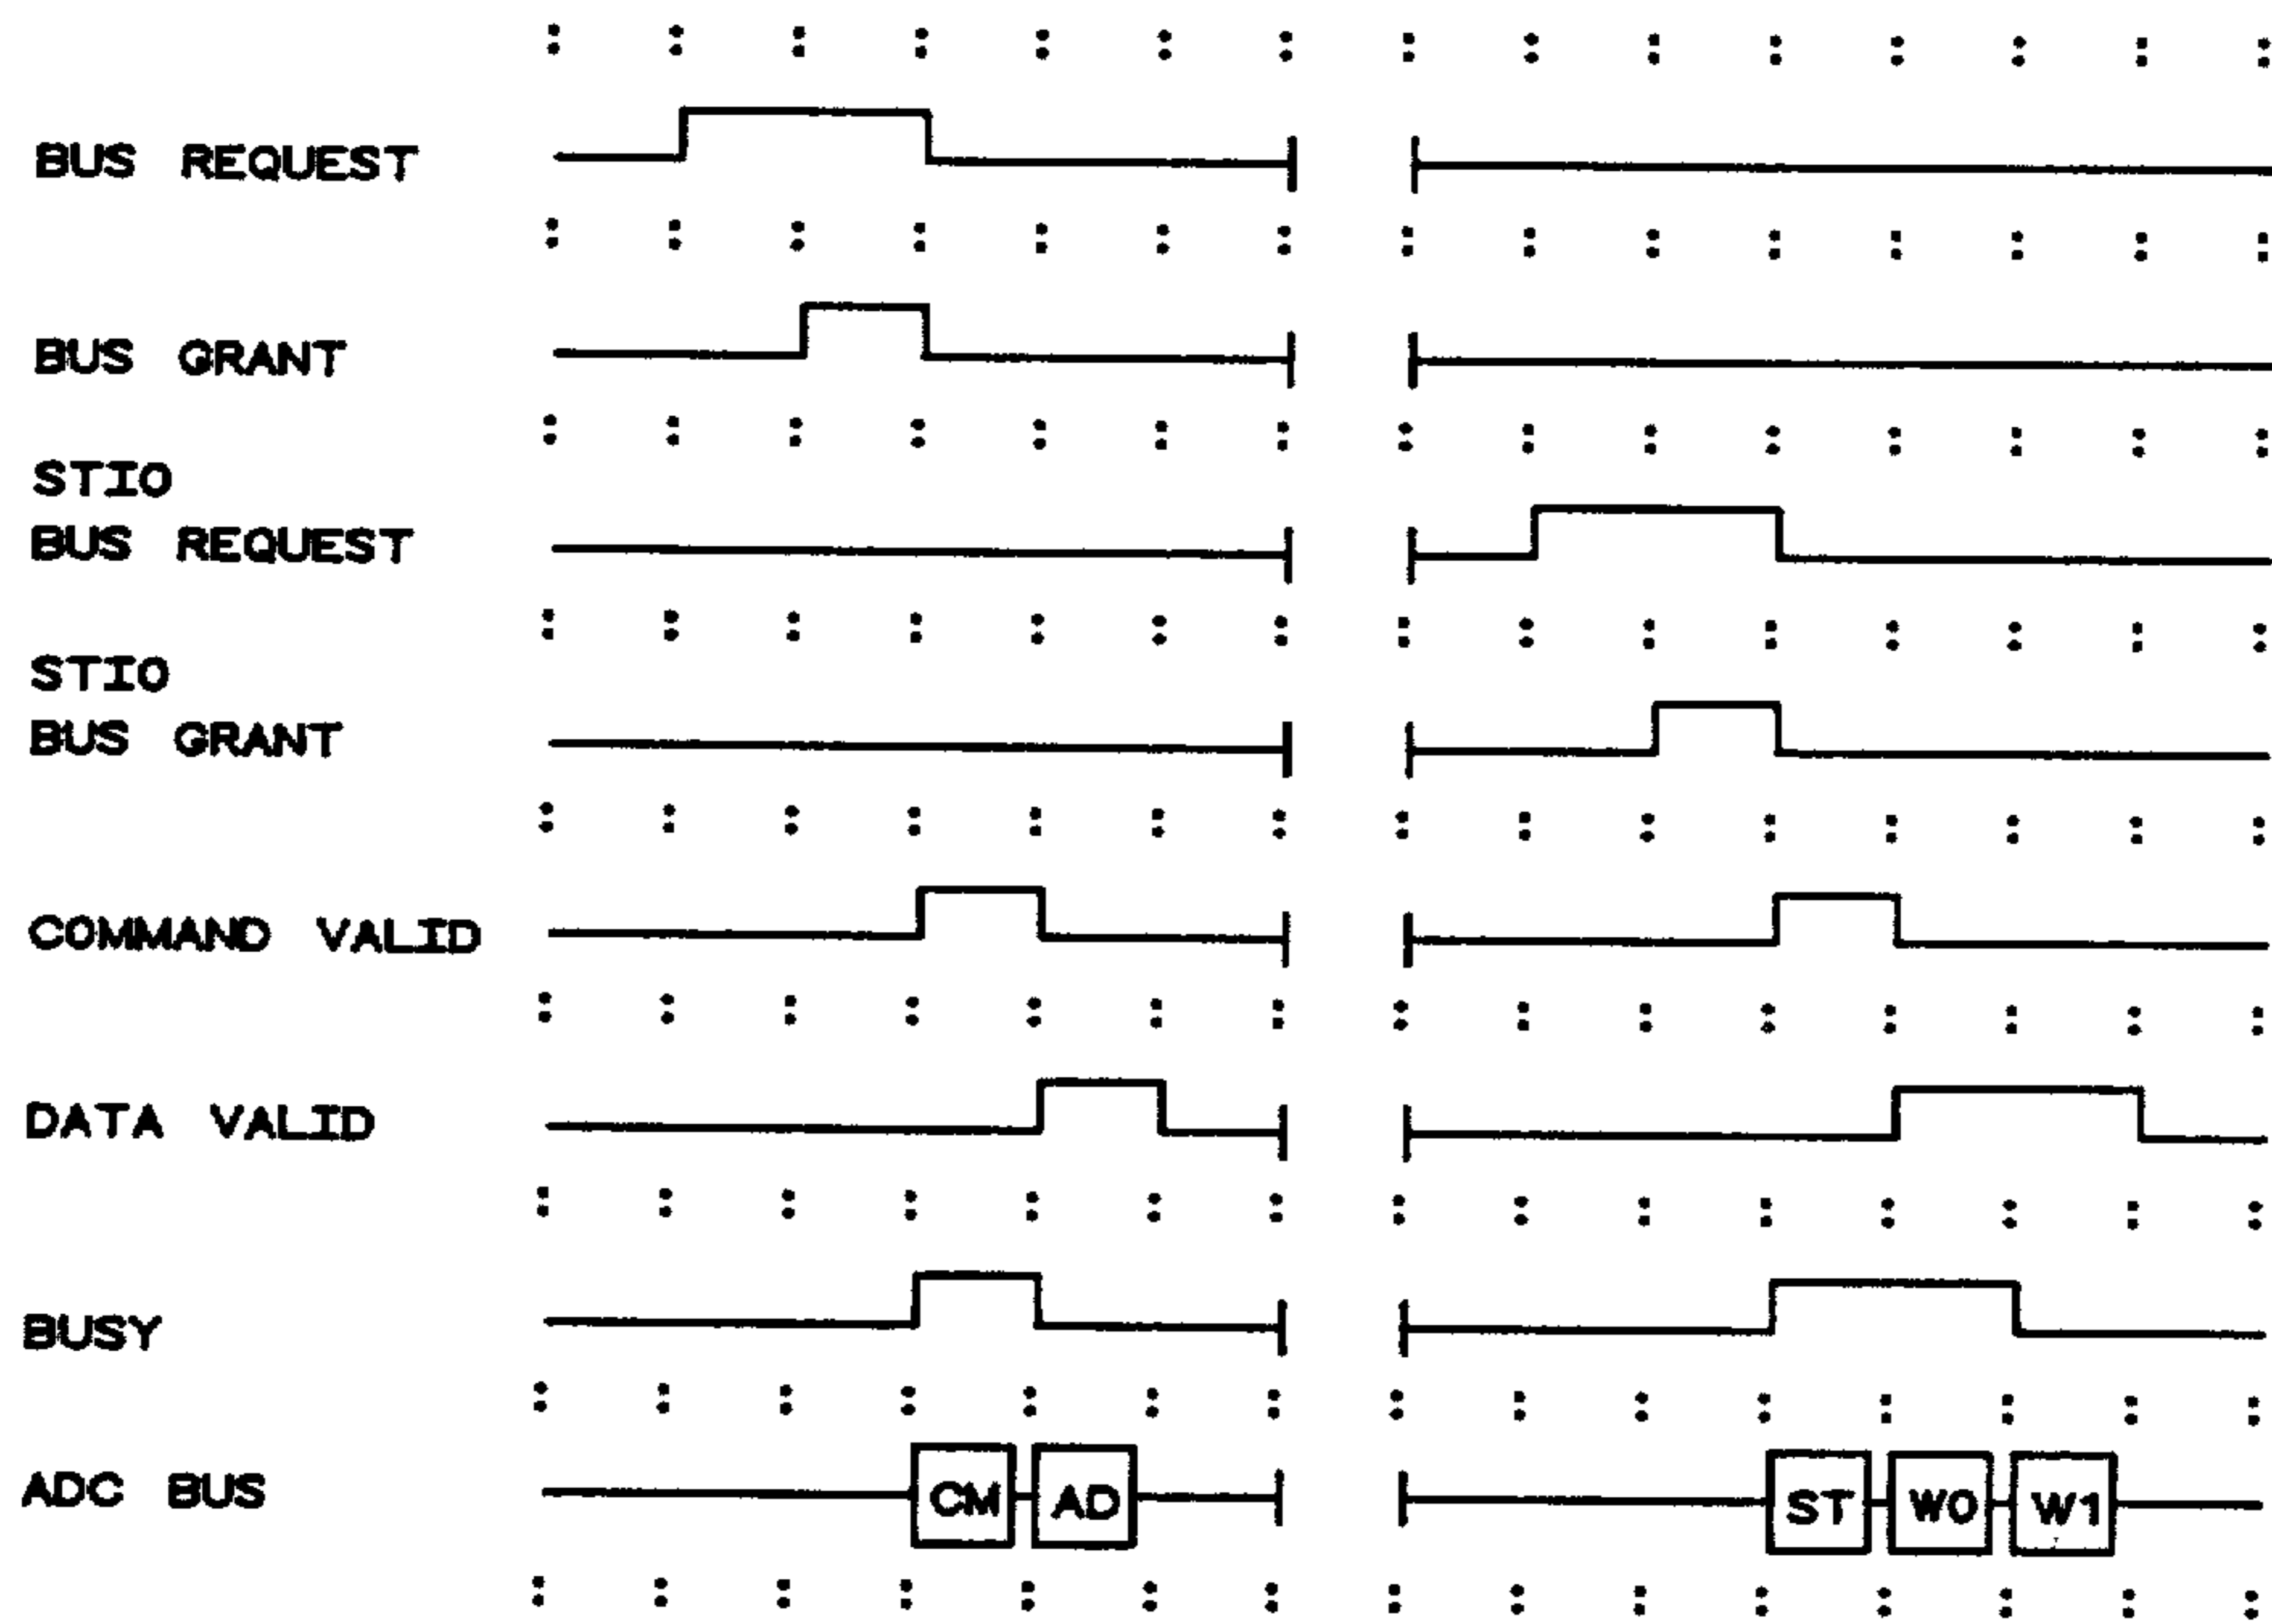 BUS REQUEST
BUS GRANT
STIO
BUS REQUEST
STIO
BUS GRANT
COMMAND VALID
DATA VALID
BUSY
ADC BUS
CM AD ST W0 W1